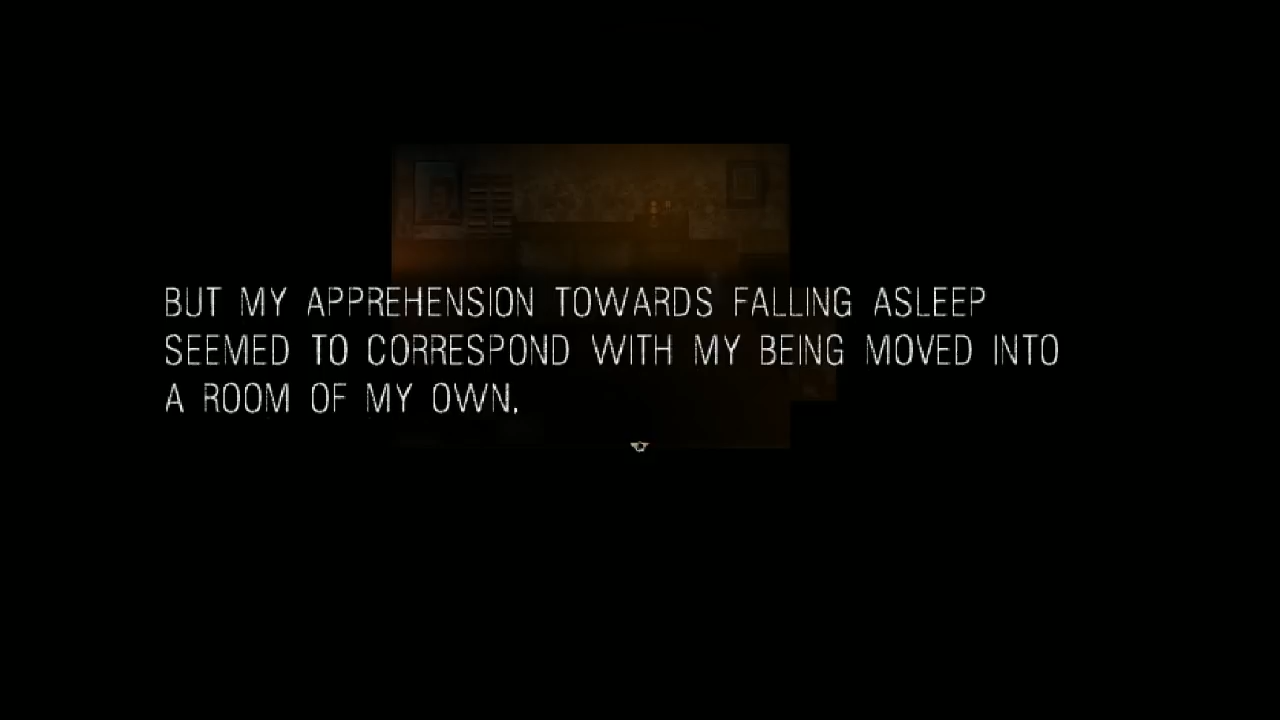 BUT MY APPREHENSION TOWARDS FALLING ASLEEP
SEEMED TO CORRESPOND WITH MY BEING MOVED INTO
A ROOM OF MY OWN.